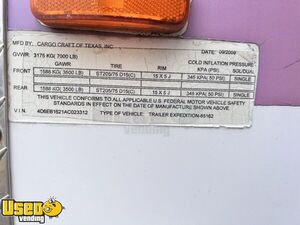 MFD BY: CARGO CRAFT OF TEXAS, INC DATE 09/2009
GVWR: 3175 KG( 7000 LB) COLD INFLATION PRESSURE
GAWR TIRE RIM KPA (PSI) SGL/DUAL
FRONT 1588 KG( 3500 LB) ST205/75 D15(C) 15 X 5 J 345 KPA( 50 PSI) SINGLE
REAR 1588 KG( 3500 LB) ST205/75 D15(C) 15 X 5 J 345 KPA( 50 PSI) SINGLE
THIS VEHICLE CONFORMS TO ALL APPLICABLE U.S. FEDERAL MOTOR VEHICLE SAFETY
STANDARDS IN EFFECT ON THE DATE OF MANUFACTURE SHOWN ABOVE.
V.I.N. 4D6EB1621AC023312 TYPE OF VEHICLE: TRAILER EXPEDITION-85162
Used
vending